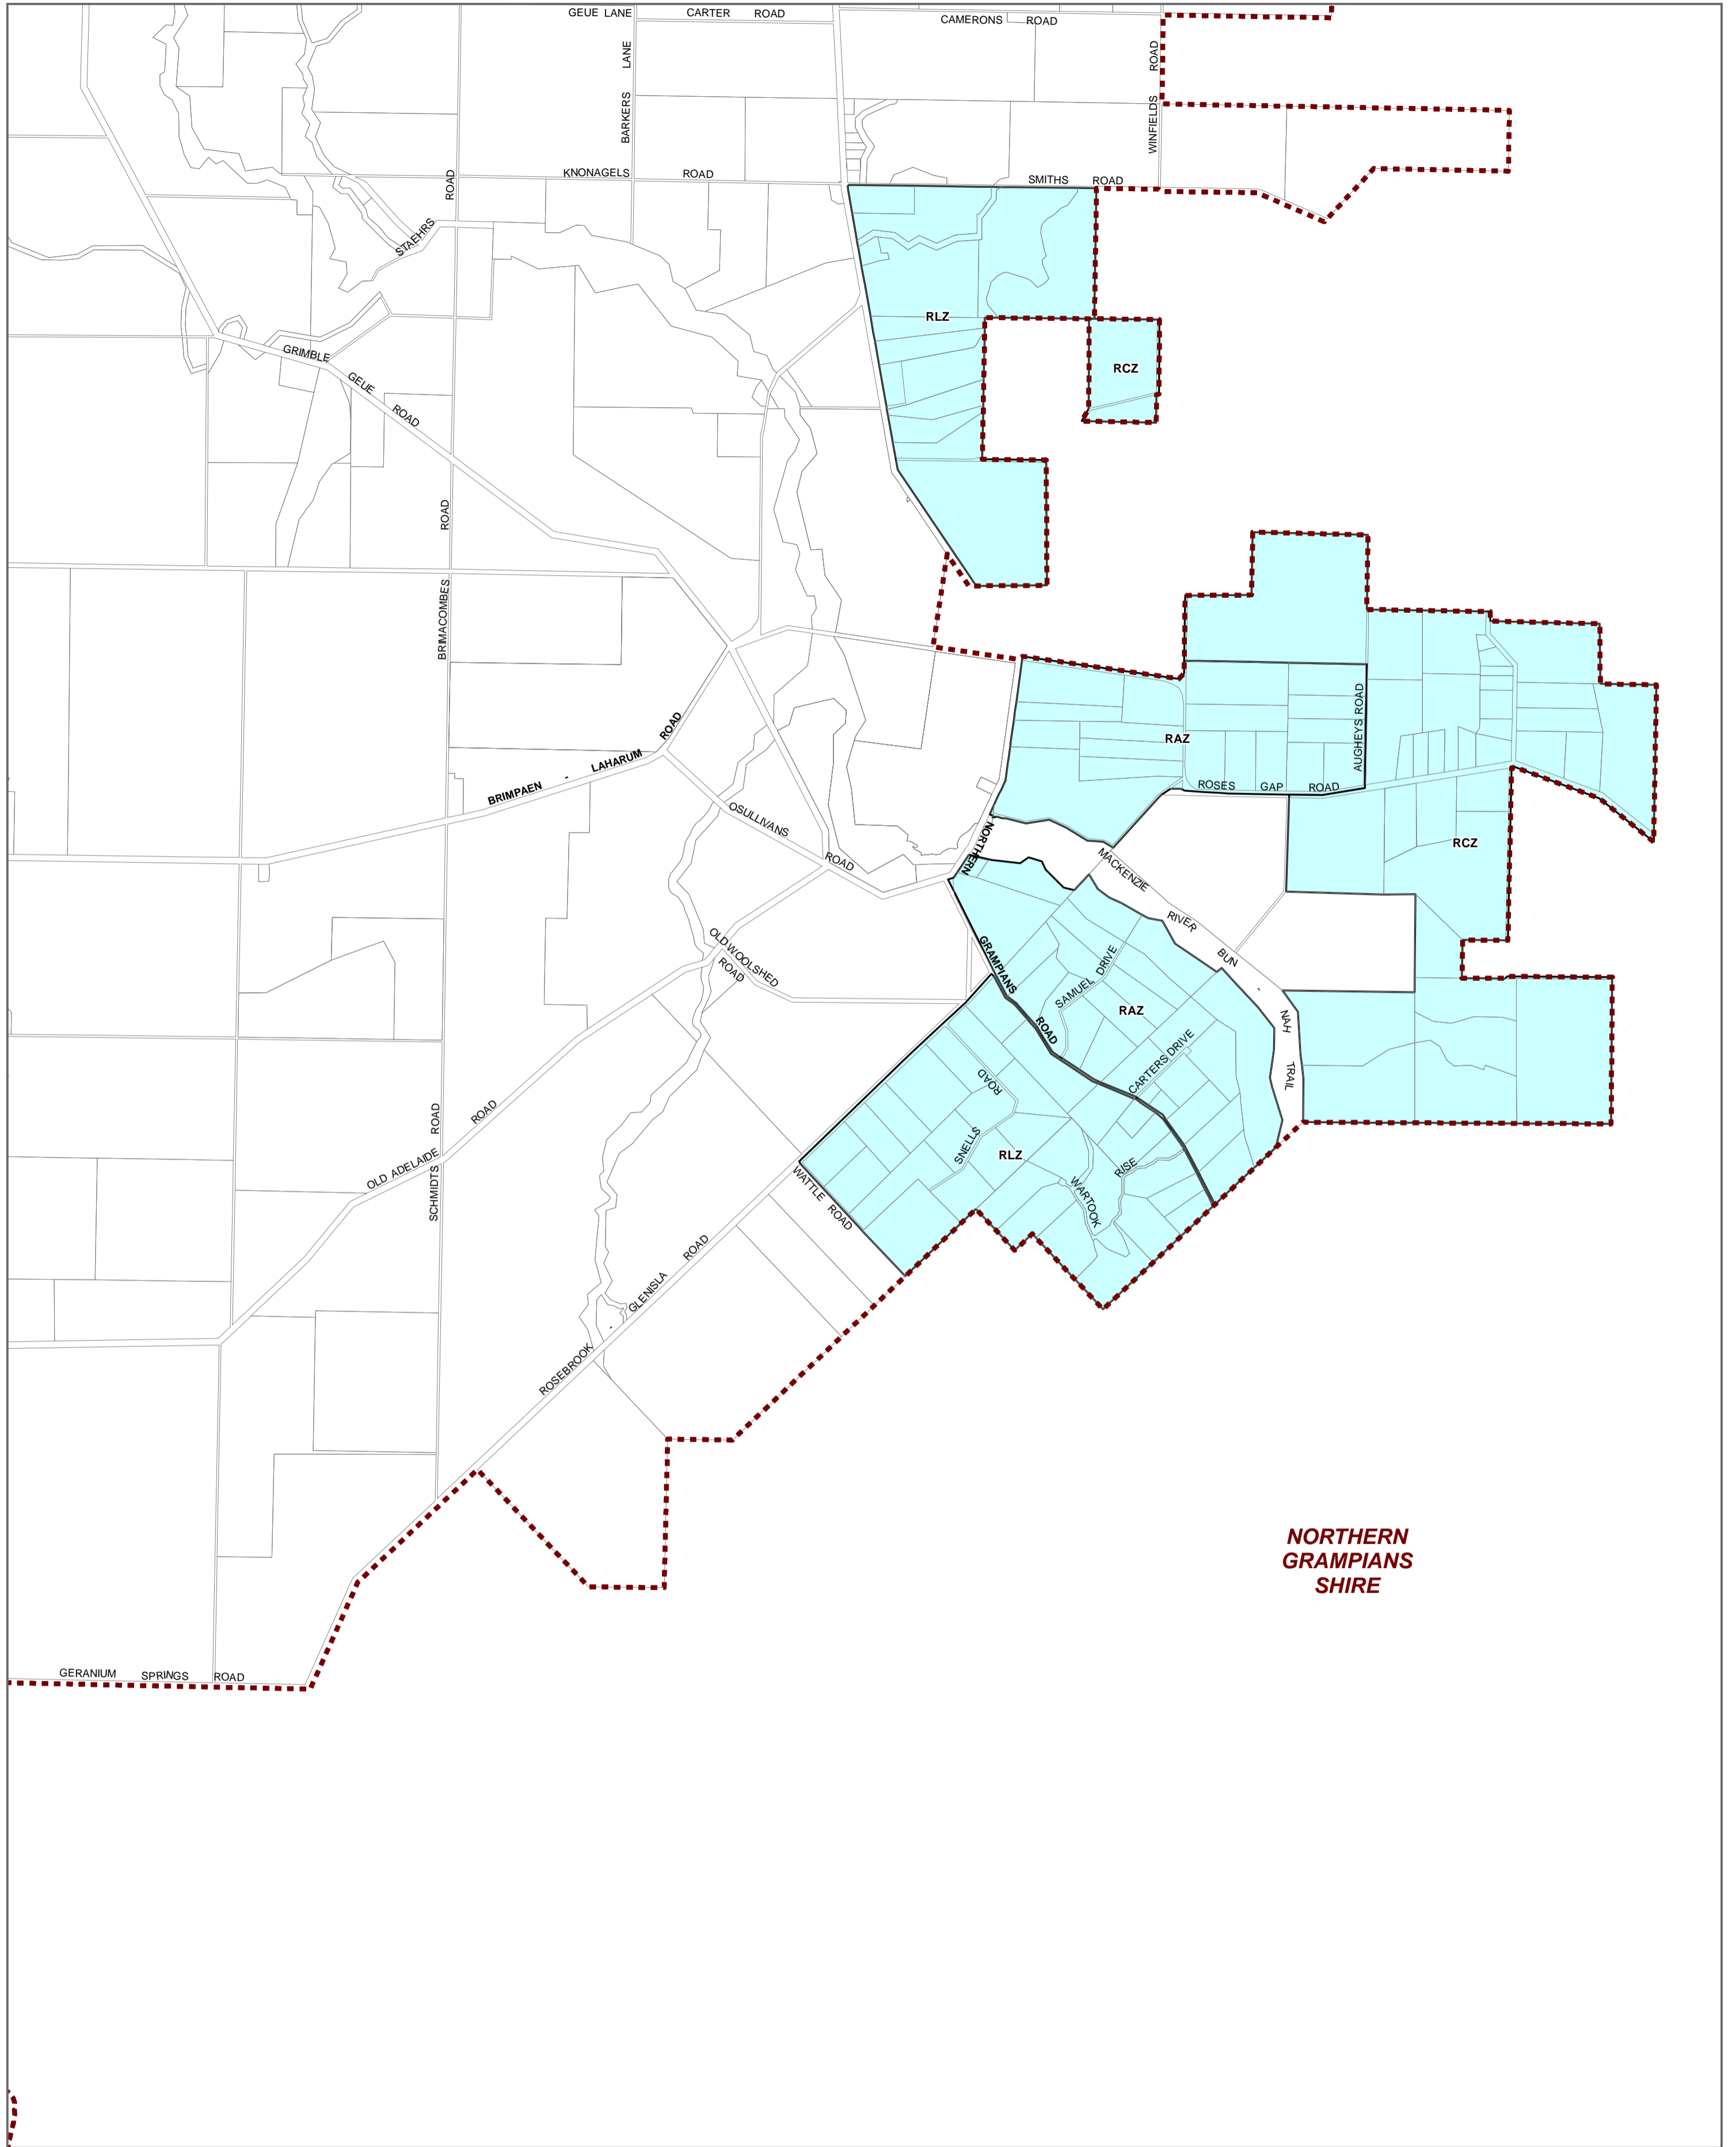 GEUE LANE
CARTER ROAD
CAMERONS ROAD
BARKERS LANE
WINFIELDS ROAD
KNONAGELS ROAD
SMITHS ROAD
ROAD
STAEHRS
RLZ
RCZ
GRIMBLE
GEUE
ROAD
ROAD
BRIMACOMBES
AUGHEYS ROAD
RAZ
ROSES GAP ROAD
BRIMPAEN - LAHARUM ROAD
OSULLIVANS
ROAD
NORTHERN
GRAMPIANS
ROAD
RCZ
MACKENZIE
RIVER
BUN
-
NAH
TRAIL
OLD WOOLSHED
ROAD
SAMUEL DRIVE
RAZ
CARTERS DRIVE
SNELLS
ROAD
RLZ
RISE
WARTOOK
WATTLE ROAD
OLD ADELAIDE
ROAD
SCHMIDTS ROAD
ROSEBROOK - GLENISLA ROAD
NORTHERN
GRAMPIANS
SHIRE
GERANIUM SPRINGS ROAD